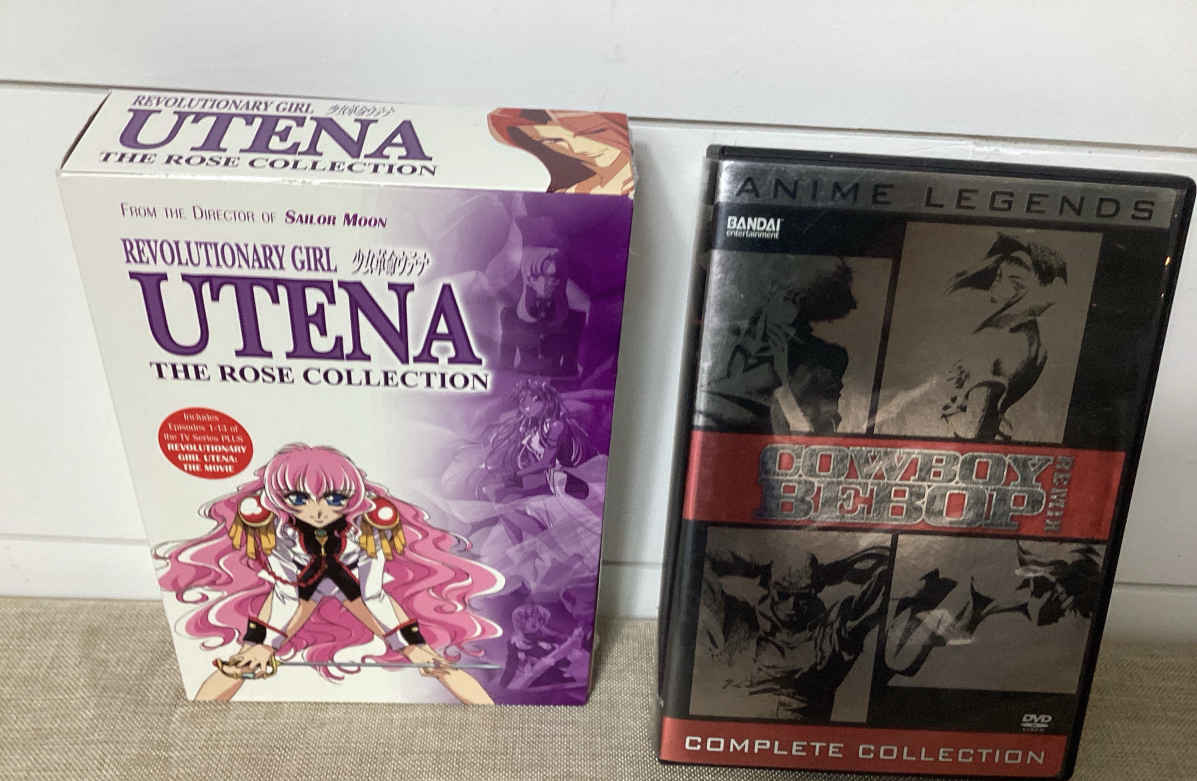 REVOLUTIONARY GIRL 少女革命ウテナ
UTENA
THE ROSE COLLECTION
FROM THE DIRECTOR OF SAILOR MOON
REVOLUTIONARY GIRL 少女革命ウテナ
UTENA
THE ROSE COLLECTION
Includes
Episodes 1-13 of
the TV Series PLUS
REVOLUTIONARY
GIRL UTENA:
THE MOVIE
ANIME LEGENDS
BANDAI
entertainment
COWBOY
BEBOP
REMIX
DVD
VIDEO
COMPLETE COLLECTION